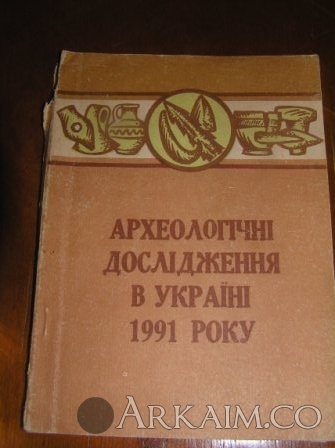 АРХЕОЛОГІЧНІ
ДОСЛІДЖЕННЯ
В УКРАЇНІ
1991 РОКУ
ARKAIM.CO